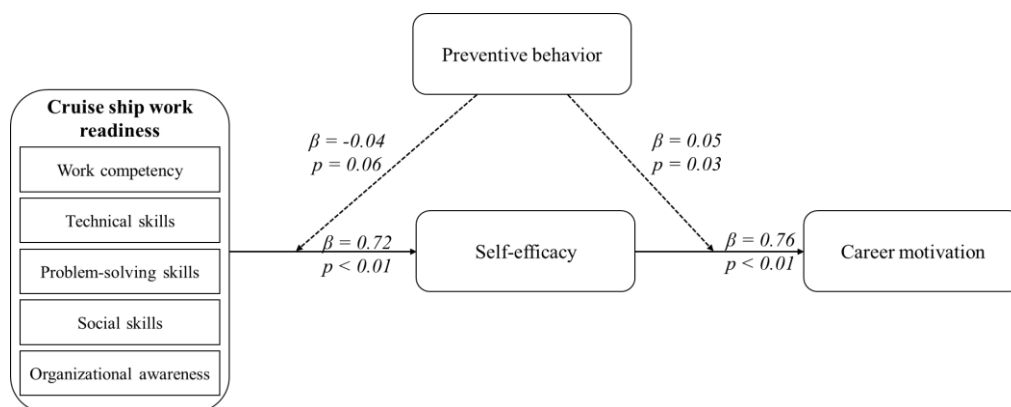 Preventive behavior
Cruise ship work
readiness
Work competency
Technical skills
Problem-solving skills
Social skills
Organizational awareness
β = -0.04
p = 0.06
β = 0.05
p = 0.03
β = 0.72
p < 0.01
Self-efficacy
β = 0.76
p < 0.01
Career motivation